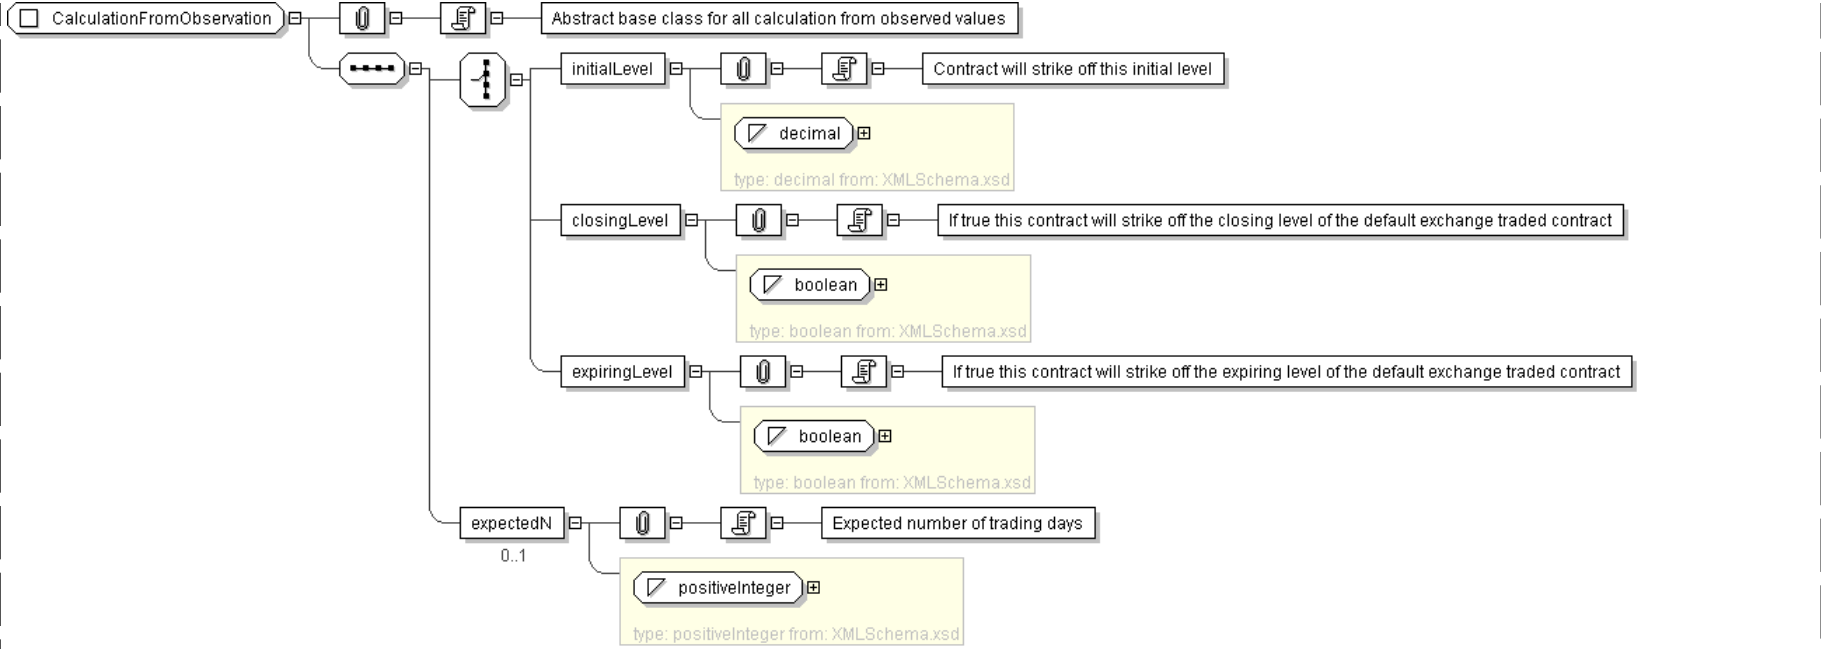 CalculationFromObservation
Abstract base class for all calculation from observed values
initialLevel
Contract will strike off this initial level
decimal
type: decimal from: XMLSchema.xsd
closingLevel
If true this contract will strike off the closing level of the default exchange traded contract
boolean
type: boolean from: XMLSchema.xsd
expiringLevel
If true this contract will strike off the expiring level of the default exchange traded contract
boolean
type: boolean from: XMLSchema.xsd
expectedN
Expected number of trading days
0..1
positiveInteger
type: positiveInteger from: XMLSchema.xsd